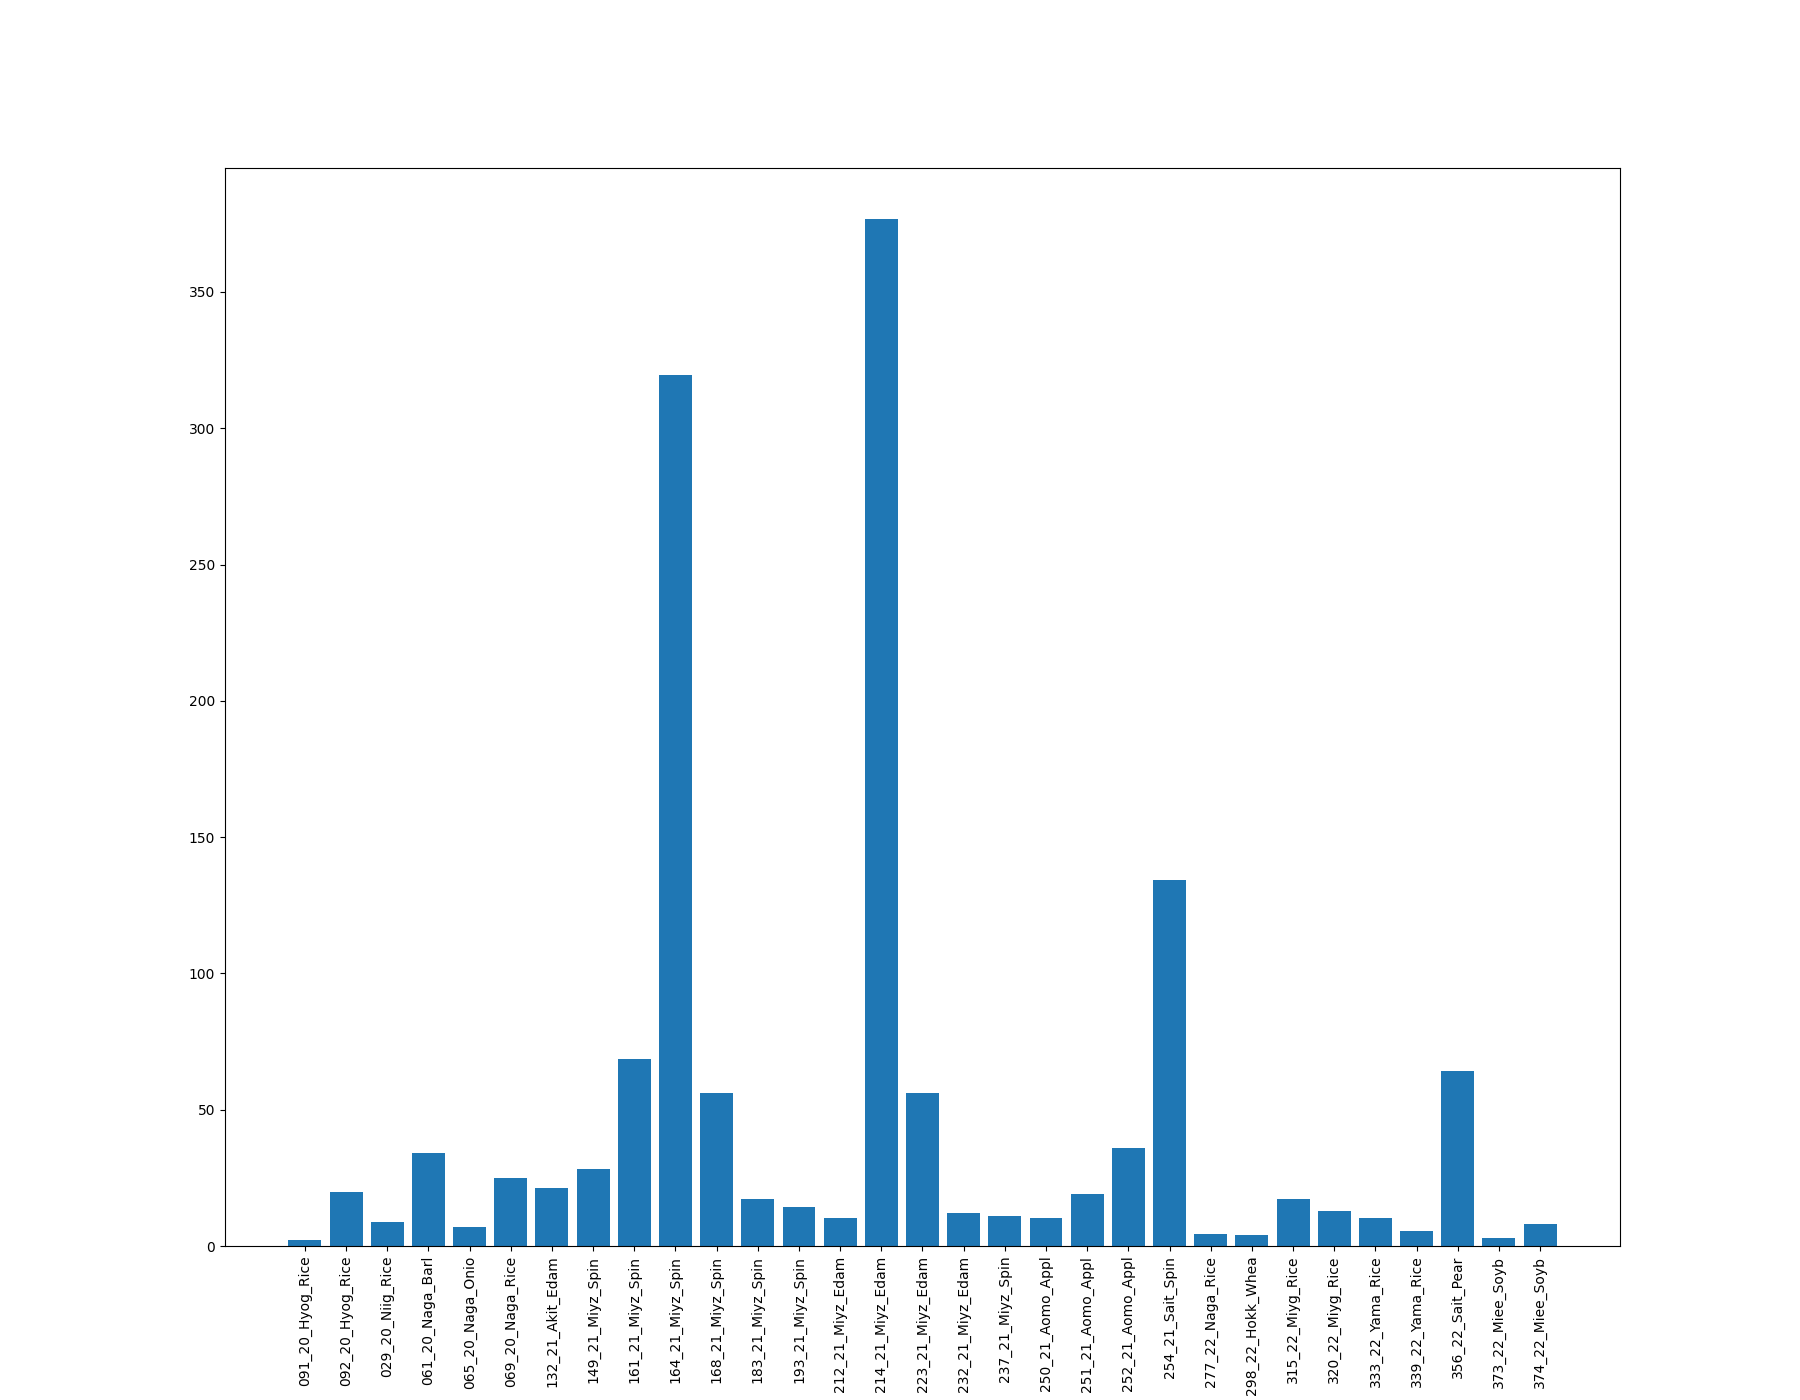 350
300
250
200
150
100
50
0
091_20_Hyog_Rice
092_20_Hyog_Rice
029_20_Niig_Rice
061_20_Naga_Barl
065_20_Naga_Onio
069_20_Naga_Rice
132_21_Akit_Edam
149_21_Miyz_Spin
161_21_Miyz_Spin
164_21_Miyz_Spin
168_21_Miyz_Spin
183_21_Miyz_Spin
193_21_Miyz_Spin
212_21_Miyz_Edam
214_21_Miyz_Edam
223_21_Miyz_Edam
232_21_Miyz_Edam
237_21_Miyz_Spin
250_21_Aomo_Appl
251_21_Aomo_Appl
252_21_Aomo_Appl
254_21_Sait_Spin
277_22_Naga_Rice
298_22_Hokk_Whea
315_22_Miyg_Rice
320_22_Miyg_Rice
333_22_Yama_Rice
339_22_Yama_Rice
356_22_Sait_Pear
373_22_Miee_Soyb
374_22_Miee_Soyb